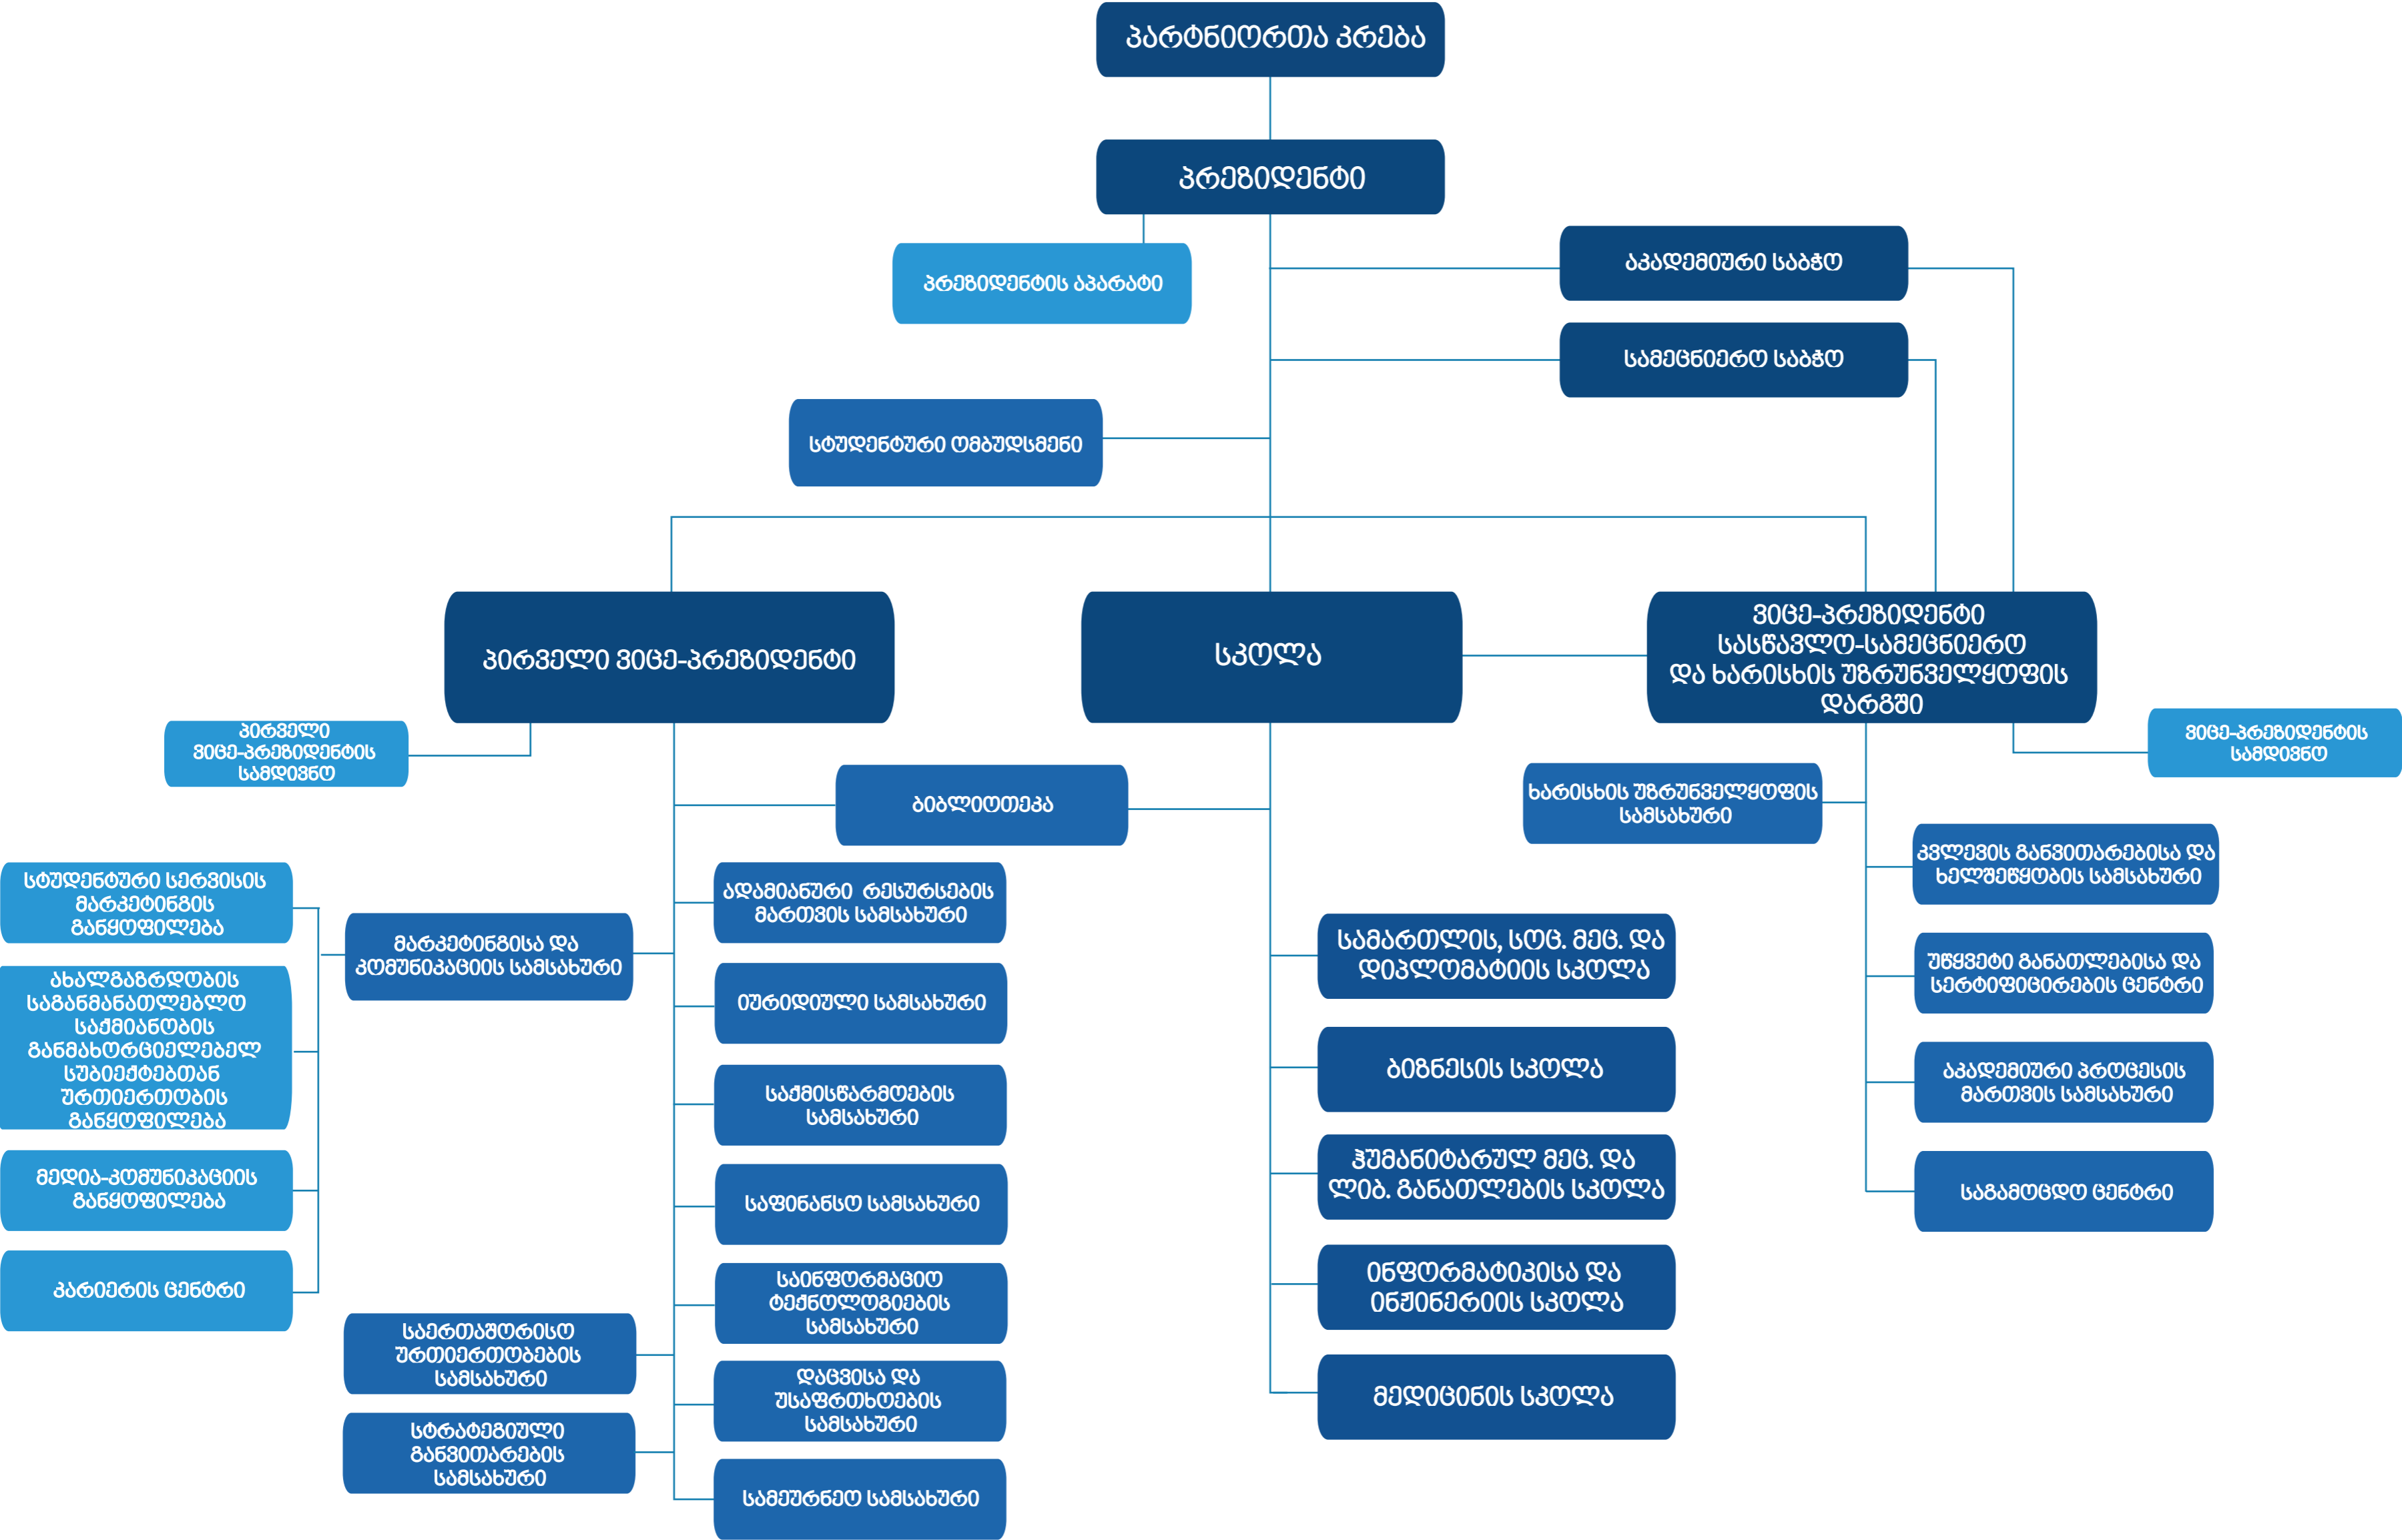 პარტნიორთა კრება
პრეზიდენტი
პრეზიდენტის აპარატი
აკადემიური საბჭო
სამეცნიერო საბჭო
სტუდენტური ომბუდსმენი
პირველი ვიცე-პრეზიდენტი
სკოლა
ვიცე-პრეზიდენტი
სასწავლო-სამეცნიერო
და ხარისხის უზრუნველყოფის
დარგში
პირველი
ვიცე-პრეზიდენტის
სამდივნო
ვიცე-პრეზიდენტის
სამდივნო
ბიბლიოთეკა
ხარისხის უზრუნველყოფის
სამსახური
სტუდენტური სერვისის
მარკეტინგის
განყოფილება
ახალგაზრდობის
საგანმანათლებლო
საქმიანობის
განმახორციელებელ
სუბიექტებთან
ურთიერთობის
განყოფილება
მედია-კომუნიკაციის
განყოფილება
კარიერის ცენტრი
მარკეტინგისა და
კომუნიკაციის სამსახური
საერთაშორისო
ურთიერთობების
სამსახური
სტრატეგიული
განვითარების
სამსახური
ადამიანური რესურსების
მართვის სამსახური
იურიდიული სამსახური
საქმისწარმოების
სამსახური
საფინანსო სამსახური
საინფორმაციო
ტექნოლოგიების
სამსახური
დაცვისა და
უსაფრთხოების
სამსახური
სამეურნეო სამსახური
სამართლის, სოც. მეც. და
დიპლომატიის სკოლა
ბიზნესის სკოლა
ჰუმანიტარულ მეც. და
ლიბ. განათლების სკოლა
ინფორმატიკისა და
ინჟინერიის სკოლა
მედიცინის სკოლა
კვლევის განვითარებისა და
ხელშეწყობის სამსახური
უწყვეტი განათლებისა და
სერტიფიცირების ცენტრი
აკადემიური პროცესის
მართვის სამსახური
საგამოცდო ცენტრი